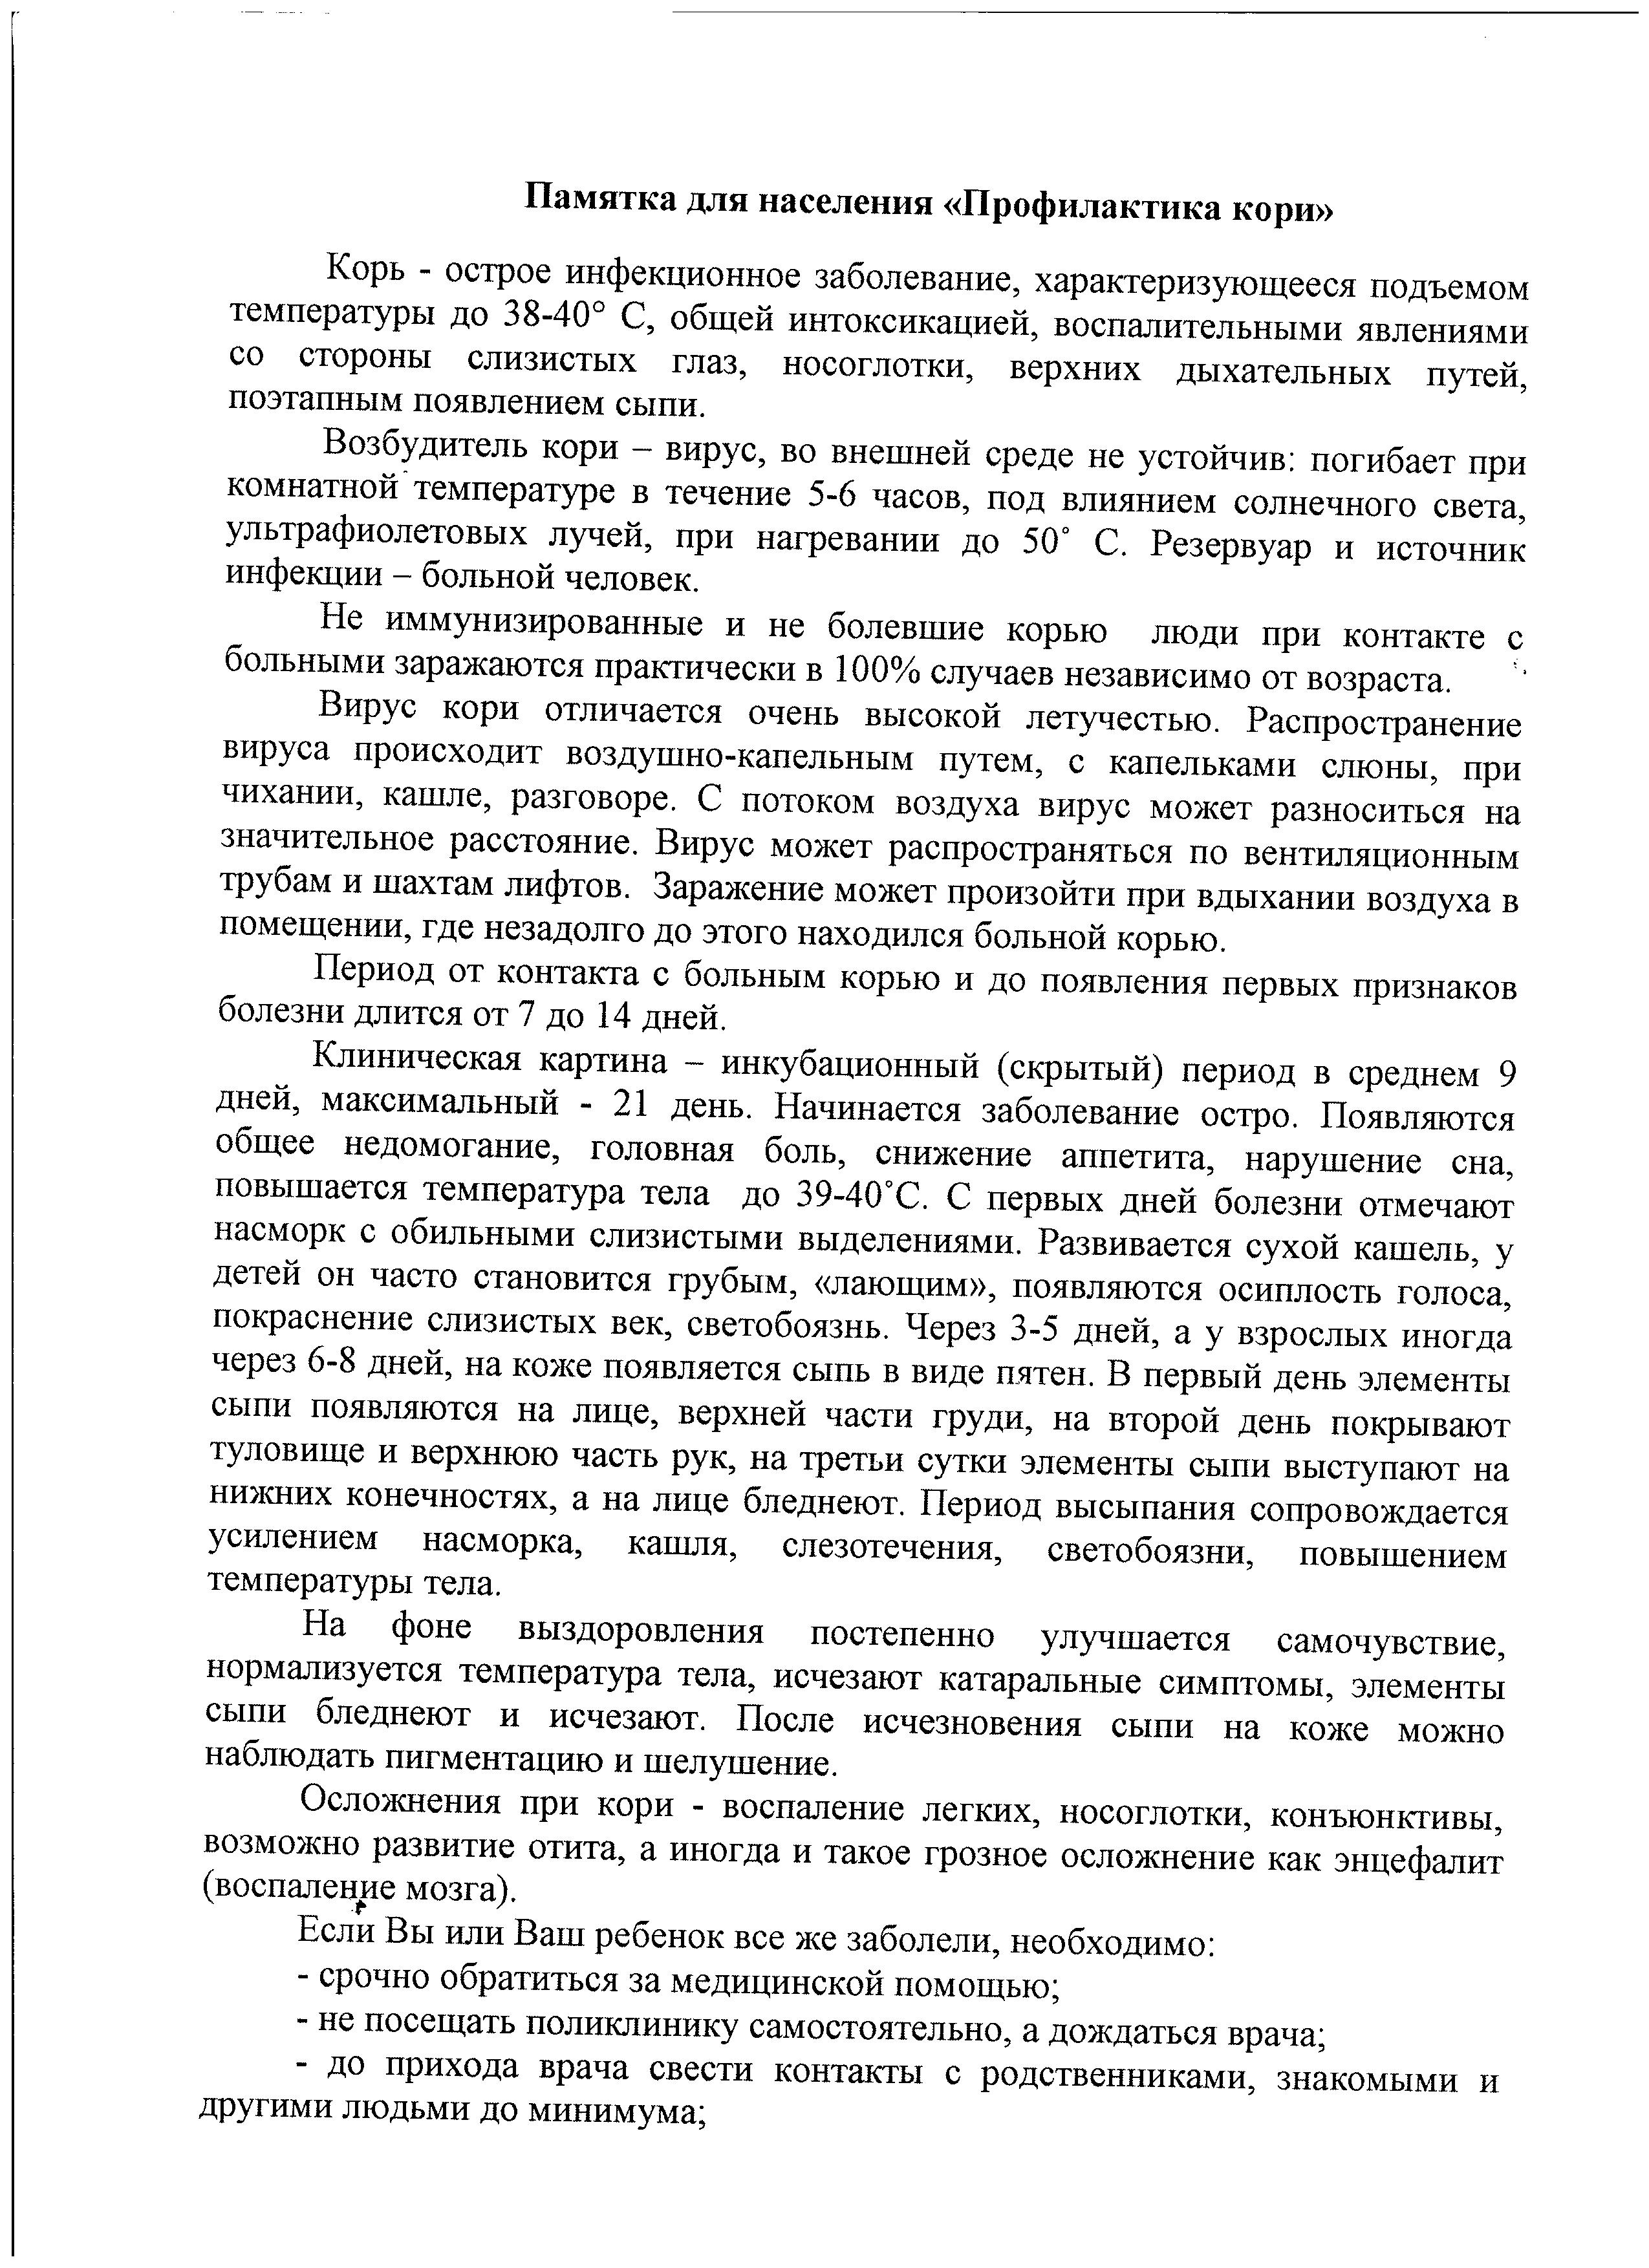 Памятка для населения «Профилактика кори»
Корь - острое инфекционное заболевание, характеризующееся подъемом
температуры до 38-40° С, общей интоксикацией, воспалительными явлениями
со стороны слизистых глаз, носоглотки, верхних дыхательных путей,
поэтапным появлением сыпи.
Возбудитель кори – вирус, во внешней среде не устойчив: погибает при
комнатной температуре в течение 5-6 часов, под влиянием солнечного света,
ультрафиолетовых лучей, при нагревании до 50° С. Резервуар и источник
инфекции – больной человек.
Не иммунизированные и не болевшие корью люди при контакте с
больными заражаются практически в 100% случаев независимо от возраста.
Вирус кори отличается очень высокой летучестью. Распространение
вируса происходит воздушно-капельным путем, с капельками слюны, при
чихании, кашле, разговоре. С потоком воздуха вирус может разноситься на
значительное расстояние. Вирус может распространяться по вентиляционным
трубам и шахтам лифтов. Заражение может произойти при вдыхании воздуха в
помещении, где незадолго до этого находился больной корью.
Период от контакта с больным корью и до появления первых признаков
болезни длится от 7 до 14 дней.
Клиническая картина – инкубационный (скрытый) период в среднем 9
дней, максимальный - 21 день. Начинается заболевание остро. Появляются
общее недомогание, головная боль, снижение аппетита, нарушение сна,
повышается температура тела до 39-40°С. С первых дней болезни отмечают
насморк с обильными слизистыми выделениями. Развивается сухой кашель, у
детей он часто становится грубым, «лающим», появляются осиплость голоса,
покраснение слизистых век, светобоязнь. Через 3-5 дней, а у взрослых иногда
через 6-8 дней, на коже появляется сыпь в виде пятен. В первый день элементы
сыпи появляются на лице, верхней части груди, на второй день покрывают
туловище и верхнюю часть рук, на третьи сутки элементы сыпи выступают на
нижних конечностях, а на лице бледнеют. Период высыпания сопровождается
усилением насморка, кашля, слезотечения, светобоязни, повышением
температуры тела.
На фоне выздоровления постепенно улучшается самочувствие,
нормализуется температура тела, исчезают катаральные симптомы, элементы
сыпи бледнеют и исчезают. После исчезновения сыпи на коже можно
наблюдать пигментацию и шелушение.
Осложнения при кори - воспаление легких, носоглотки, конъюнктивы,
возможно развитие отита, а иногда и такое грозное осложнение как энцефалит
(воспаление мозга).
Если Вы или Ваш ребенок все же заболели, необходимо:
- срочно обратиться за медицинской помощью;
- не посещать поликлинику самостоятельно, а дождаться врача;
- до прихода врача свести контакты с родственниками, знакомыми и
другими людьми до минимума;